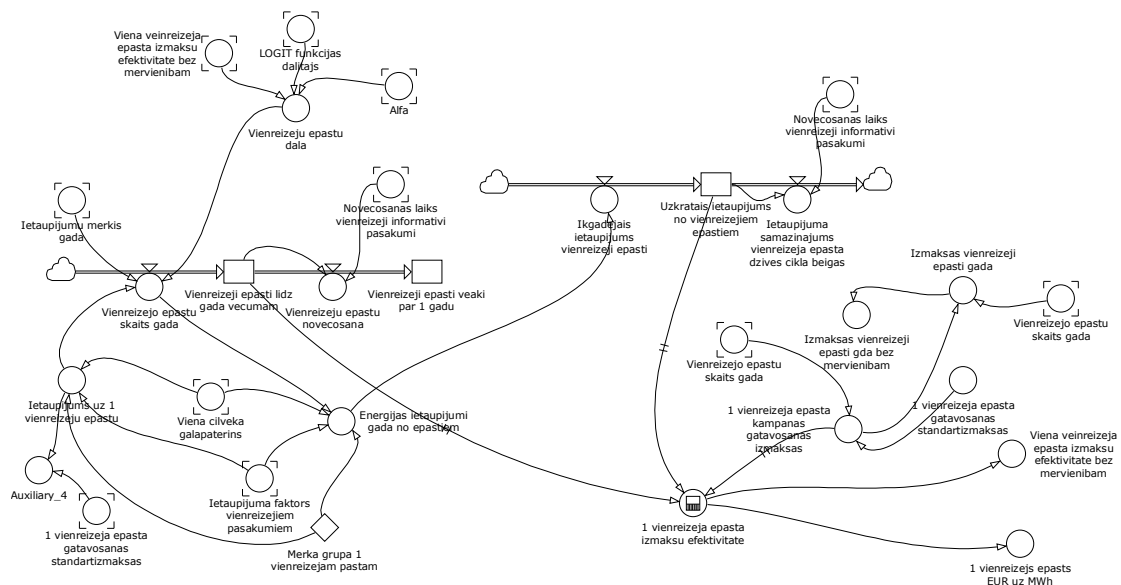 Viena veinreizeja
epasta izmaksu
efektivitate bez
mervienibam
LOGIT funkcijas
dalitajs
Alfa
Vienreizeju epastu
dala
Novecosanas laiks
vienreizeji informativi
pasakumi
Ietaupijumu merkis
gada
Novecosanas laiks
vienreizeji informativi
pasakumi
Ikgadejais
ietaupijums
vienreizeji epasti
Uzkratais ietaupijums
no vienreizejiem
epastiem
Ietaupijuma
samazinajums
vienreizeja epasta
dzives cikla beigas
Vienreizejo epastu
skaits gada
Vienreizeji epasti lidz
gada vecumam
Vienreizeju epastu
novecosana
Vienreizeji epasti veaki
par 1 gadu
Izmaksas vienreizeji
epasti gada
Vienreizejo epastu
skaits gada
Izmaksas vienreizeji
epasti gda bez
mervienibam
Vienreizejo epastu
skaits gada
Ietaupijums uz 1
vienreizeju epastu
Viena cilveka
galapaterins
Energijas ietaupijumi
gada no epastiem
1 vienreizeja epasta
kampanas
gatavosanas
izmaksas
1 vienreizeja epasta
gatavosanas
standartizmaksas
Viena veinreizeja
epasta izmaksu
efektivitate bez
mervienibam
Auxiliary_4
Ietaupijuma faktors
vienreizejiem
pasakumiem
1 vienreizeja epasta
gatavosanas
standartizmaksas
Merka grupa 1
vienreizejam pastam
1 vienreizeja epasta
izmaksu efektivitate
1 vienreizejs epasts
EUR uz MWh